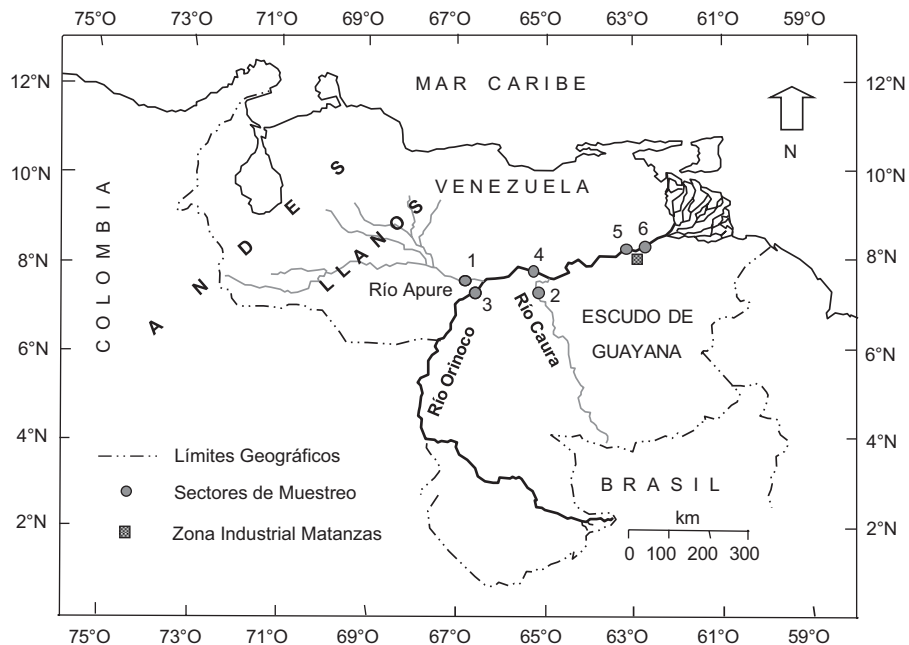 75°O 73°O 71°O 69°O 67°O 65°O 63°O 61°O 59°O
12°N 12°N
MAR CARIBE
N
10°N 10°N
VENEZUELA
COLOMBIA
ANDES
LLANOS
8°N 8°N
1
4
5
6
Río Apure
3
2
Río Orinoco
Río Caura
ESCUDO DE
GUAYANA
6°N 6°N
4°N 4°N
Límites Geográficos
Sectores de Muestreo
Zona Industrial Matanzas
BRASIL
km
0 100 200 300
2°N 2°N
75°O 73°O 71°O 69°O 67°O 65°O 63°O 61°O 59°O